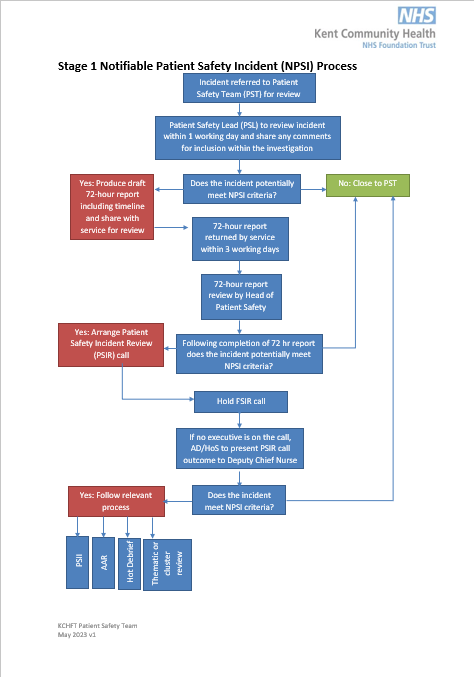 NHS
Kent Community Health
NHS Foundation Trust
Stage 1 Notifiable Patient Safety Incident (NPSI) Process
Incident referred to Patient
Safety Team (PST) for review
Patient Safety Lead (PSL) to review incident
within 1 working day and share any comments
for inclusion within the investigation
Yes: Produce draft
72-hour report
including timeline
and share with
service for review
Does the incident potentially
meet NPSI criteria?
No: Close to PST
72-hour report
returned by service
within 3 working days
72-hour report
review by Head of
Patient Safety
Yes: Arrange Patient
Safety Incident Review
(PSIR) call
Following completion of 72 hr report
does the incident potentially meet
NPSI criteria?
Hold FSIR call
If no executive is on the call,
AD/HoS to present PSIR call
outcome to Deputy Chief Nurse
Yes: Follow relevant
process
Does the incident
meet NPSI criteria?
PSII
AAR
Hot Debrief
Thematic or
cluster
review
KCHFT Patient Safety Team
May 2023 v1